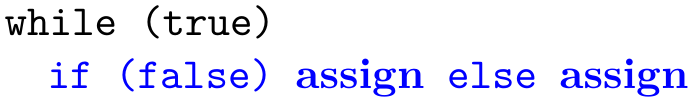 while (true)
if (false) assign else assign